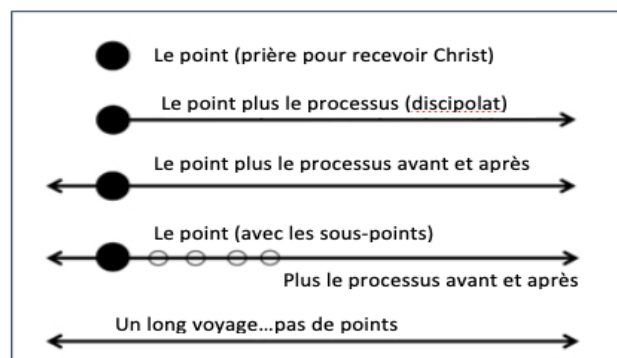 Le point (prière pour recevoir Christ)
Le point plus le processus (discipolat)
Le point plus le processus avant et après
Le point (avec les sous-points)
Plus le processus avant et après
Un long voyage…pas de points